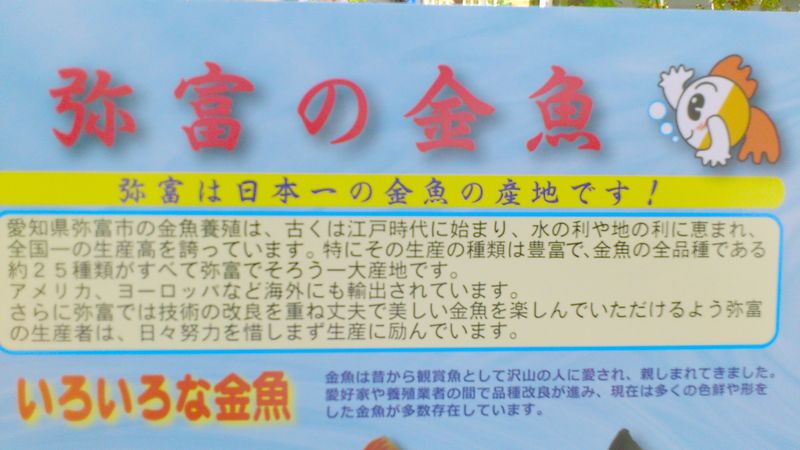 弥富の金魚
弥富は日本一の金魚の産地です！
愛知県弥富市の金魚養殖は、古くは江戸時代に始まり、水の利や地の利に恵まれ、
全国一の生産高を誇っています。特にその生産の種類は豊富で、金魚の全品種である
約２５種類がすべて弥富でそろう一大産地です。
アメリカ、ヨーロッパなど海外にも輸出されています。
さらに弥富では技術の改良を重ね丈夫で美しい金魚を楽しんでいただけるよう弥富
の生産者は、日々努力を惜しまず生産に励んでいます。
いろいろな金魚
金魚は昔から観賞魚として沢山の人に愛され、親しまれてきました。
愛好家や養殖業者の間で品種改良が進み、現在は多くの色鮮や形を
した金魚が多数存在しています。